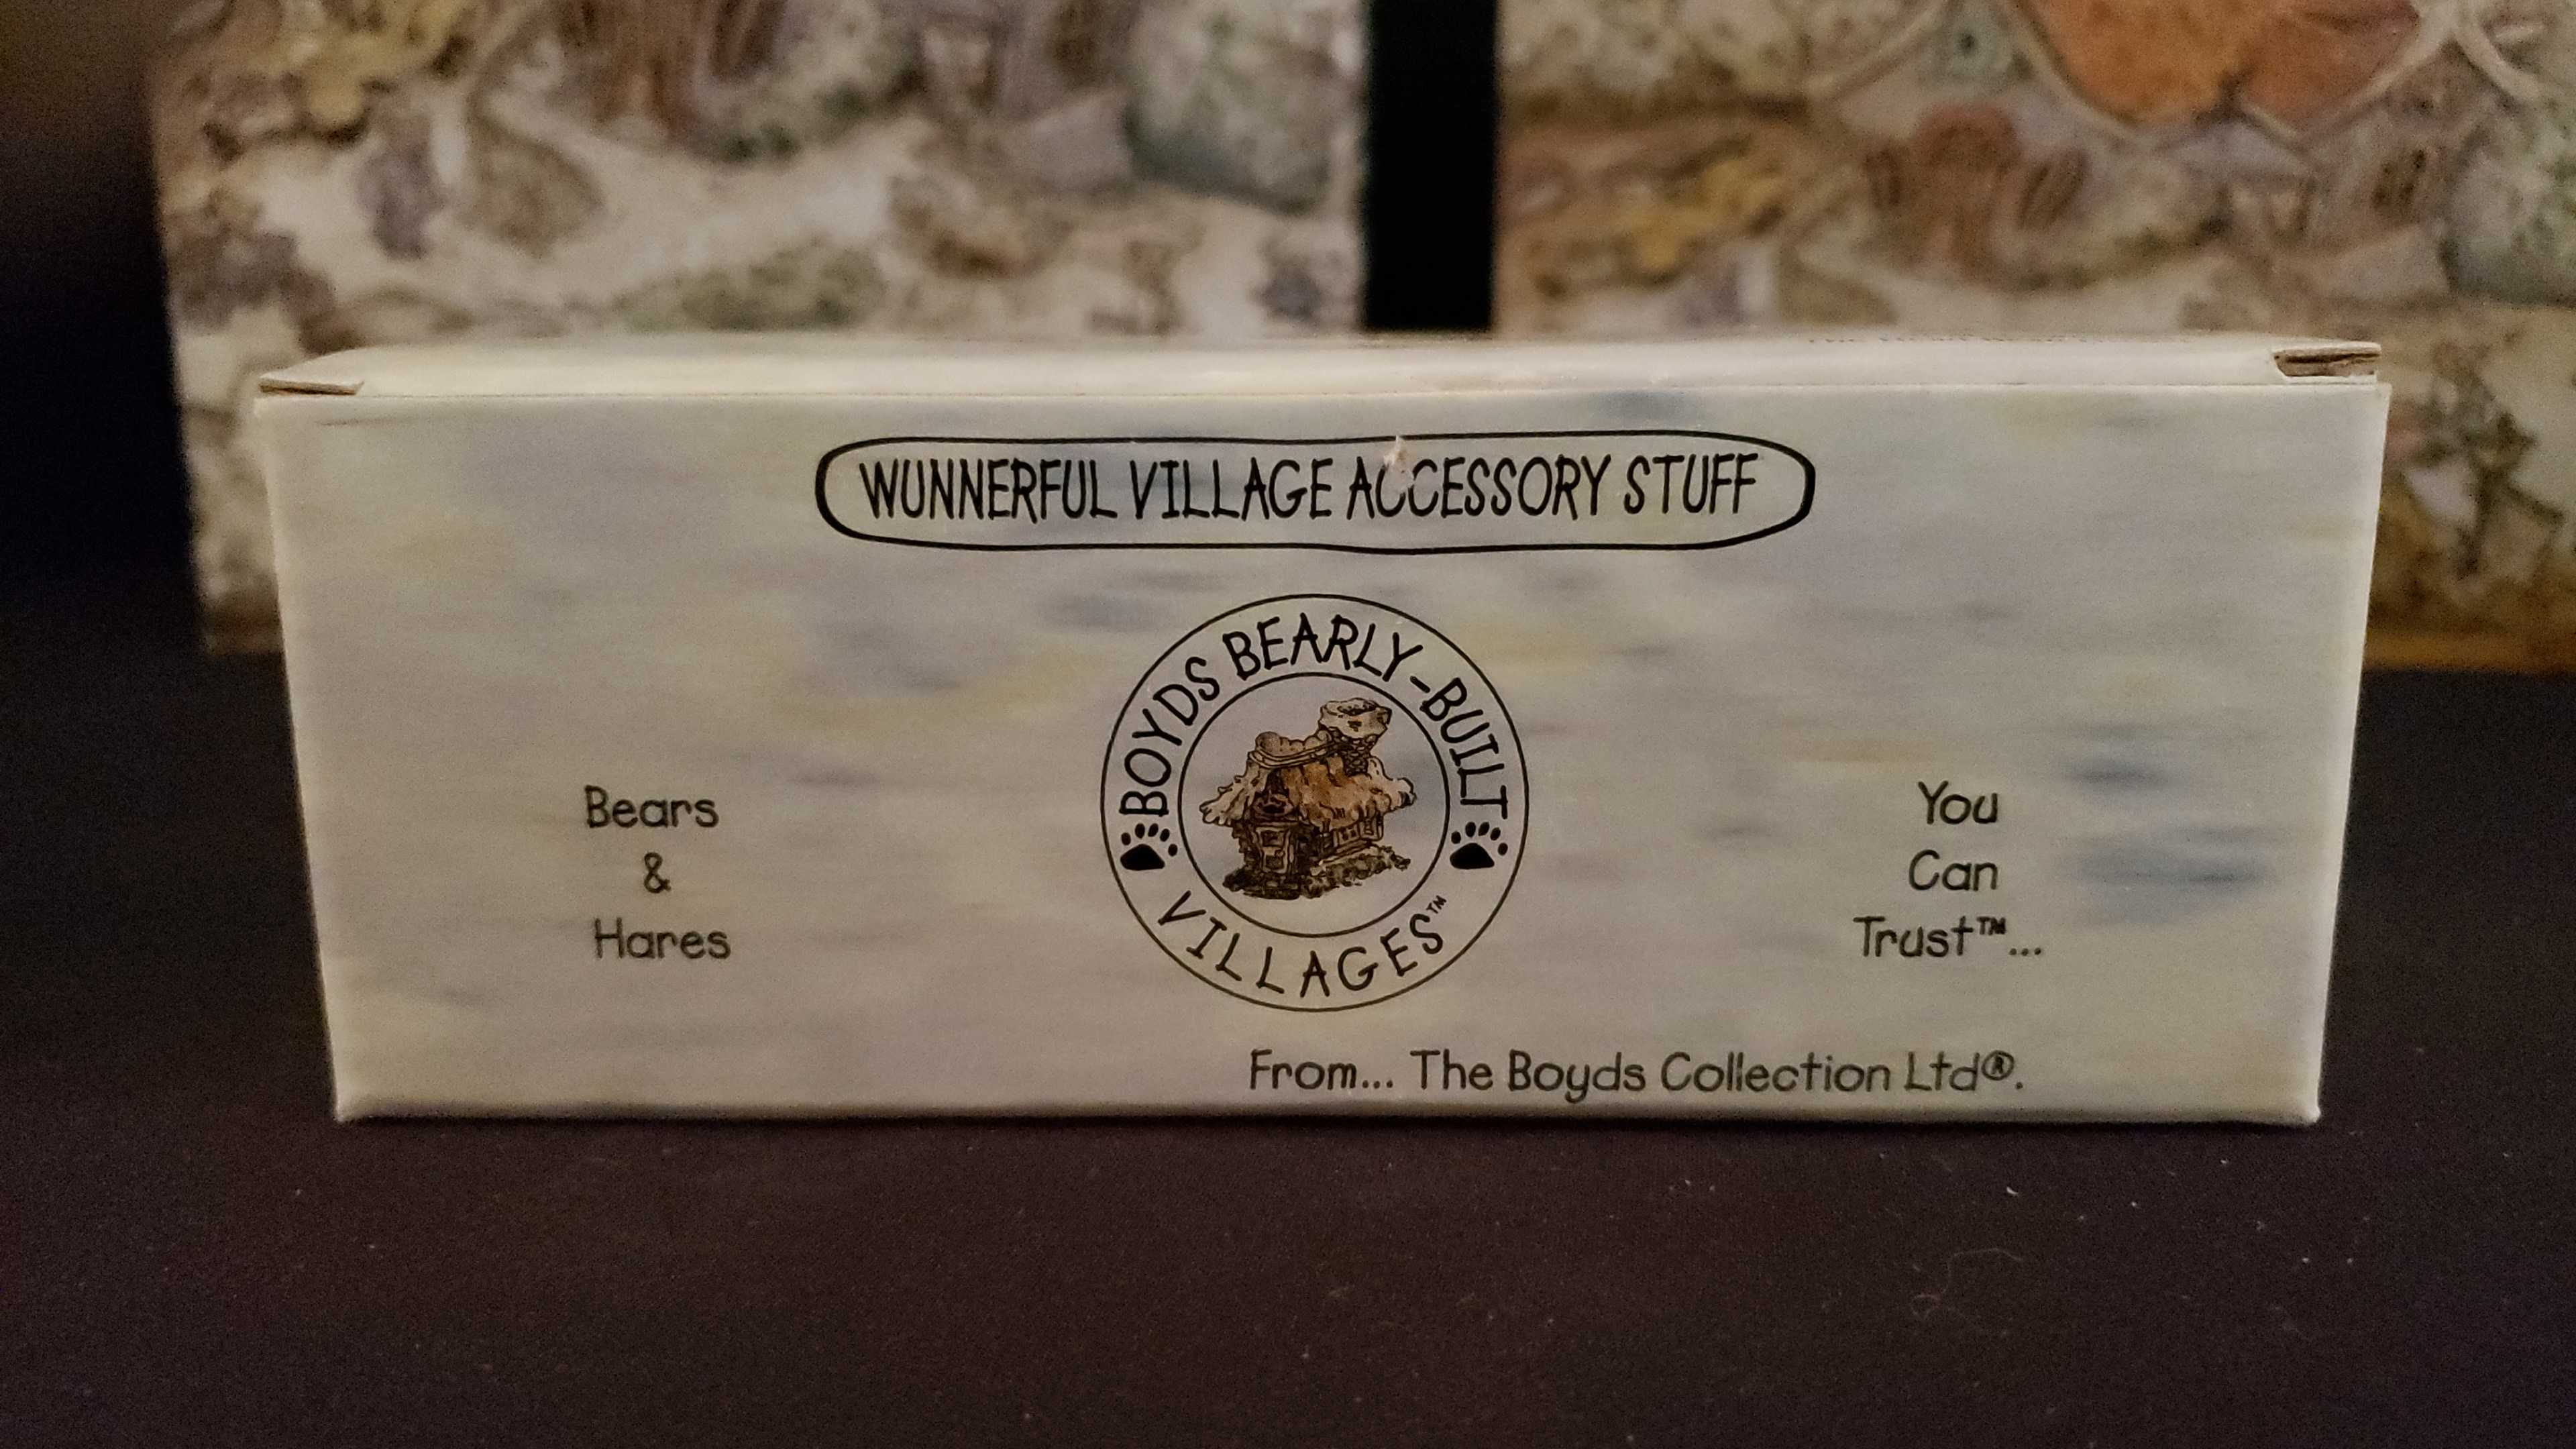 WUNNERFUL VILLAGE ACCESSORY STUFF
BOYDS BEARLY-BUILT
VILLAGES™
Bears
&
Hares
You
Can
Trust™...
From... The Boyds Collection Ltd®.